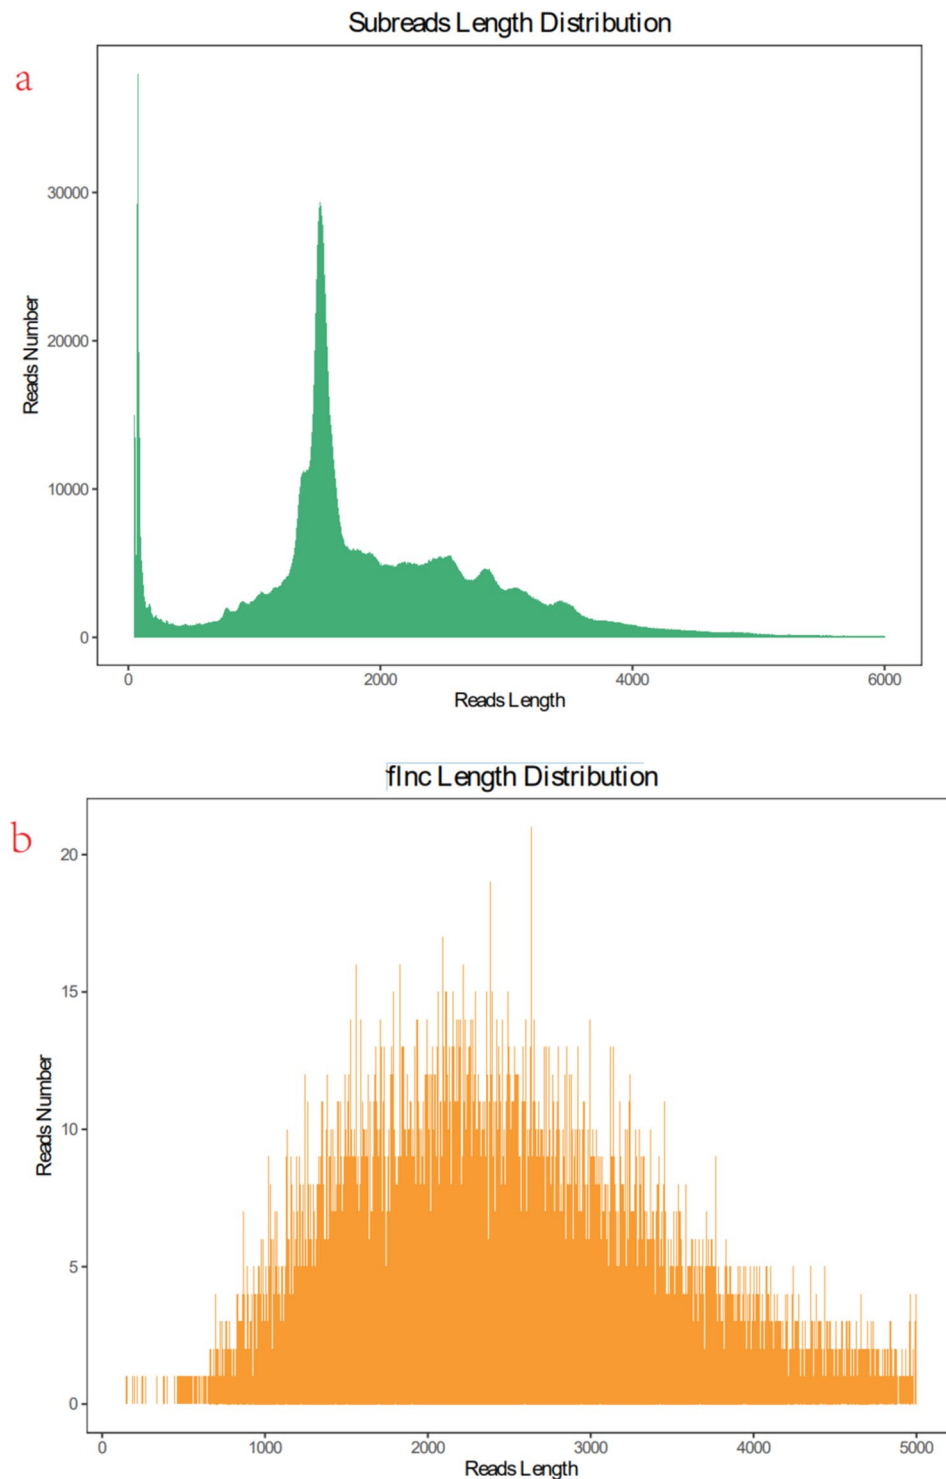 Subreads Length Distribution
a
30000
20000
10000
0
Reads Number
0 2000 4000 6000
Reads Length
flnc Length Distribution
b
20
15
10
5
0
Reads Number
0 1000 2000 3000 4000 5000
Reads Length